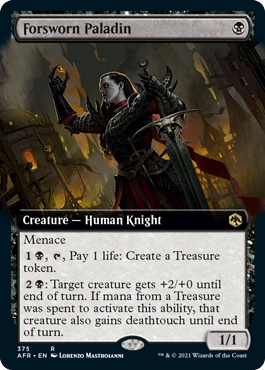 Forsworn Paladin
Creature — Human Knight
Menace
1, Pay 1 life: Create a Treasure
token.
2: Target creature gets +2/+0 until
end of turn. If mana from a Treasure
was spent to activate this ability, that
creature also gains deathtouch until end
of turn.
1/1
375 R
AFR • EN Lorenzo Mastroianni
™ & © 2021 Wizards of the Coast